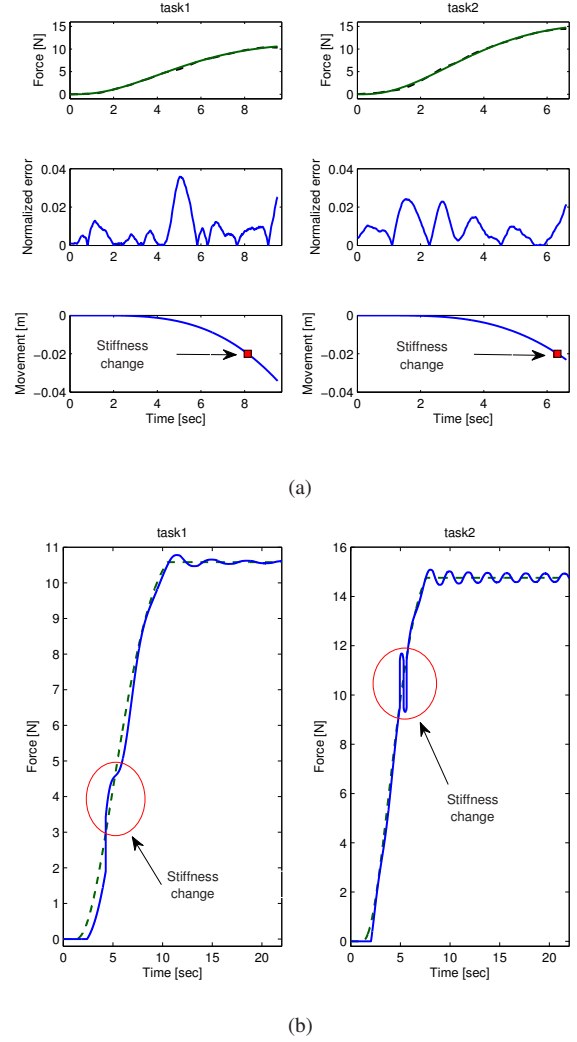 task1
task2
Force [N]
15
10
5
0
0 2 4 6 8
Force [N]
15
10
5
0
0 2 4 6
Normalized error
0.04
0.02
0
0 2 4 6 8
Normalized error
0.04
0.02
0
0 2 4 6
Movement [m]
0
−0.02
−0.04
Stiffness
change
0 2 4 6 8
Time [sec]
Movement [m]
0
−0.02
−0.04
Stiffness
change
0 2 4 6
Time [sec]
(a)
task1
Force [N]
11
10
9
8
7
6
5
4
3
2
1
0
Stiffness
change
0 5 10 15 20
Time [sec]
task2
Force [N]
16
14
12
10
8
6
4
2
0
Stiffness
change
0 5 10 15 20
Time [sec]
(b)